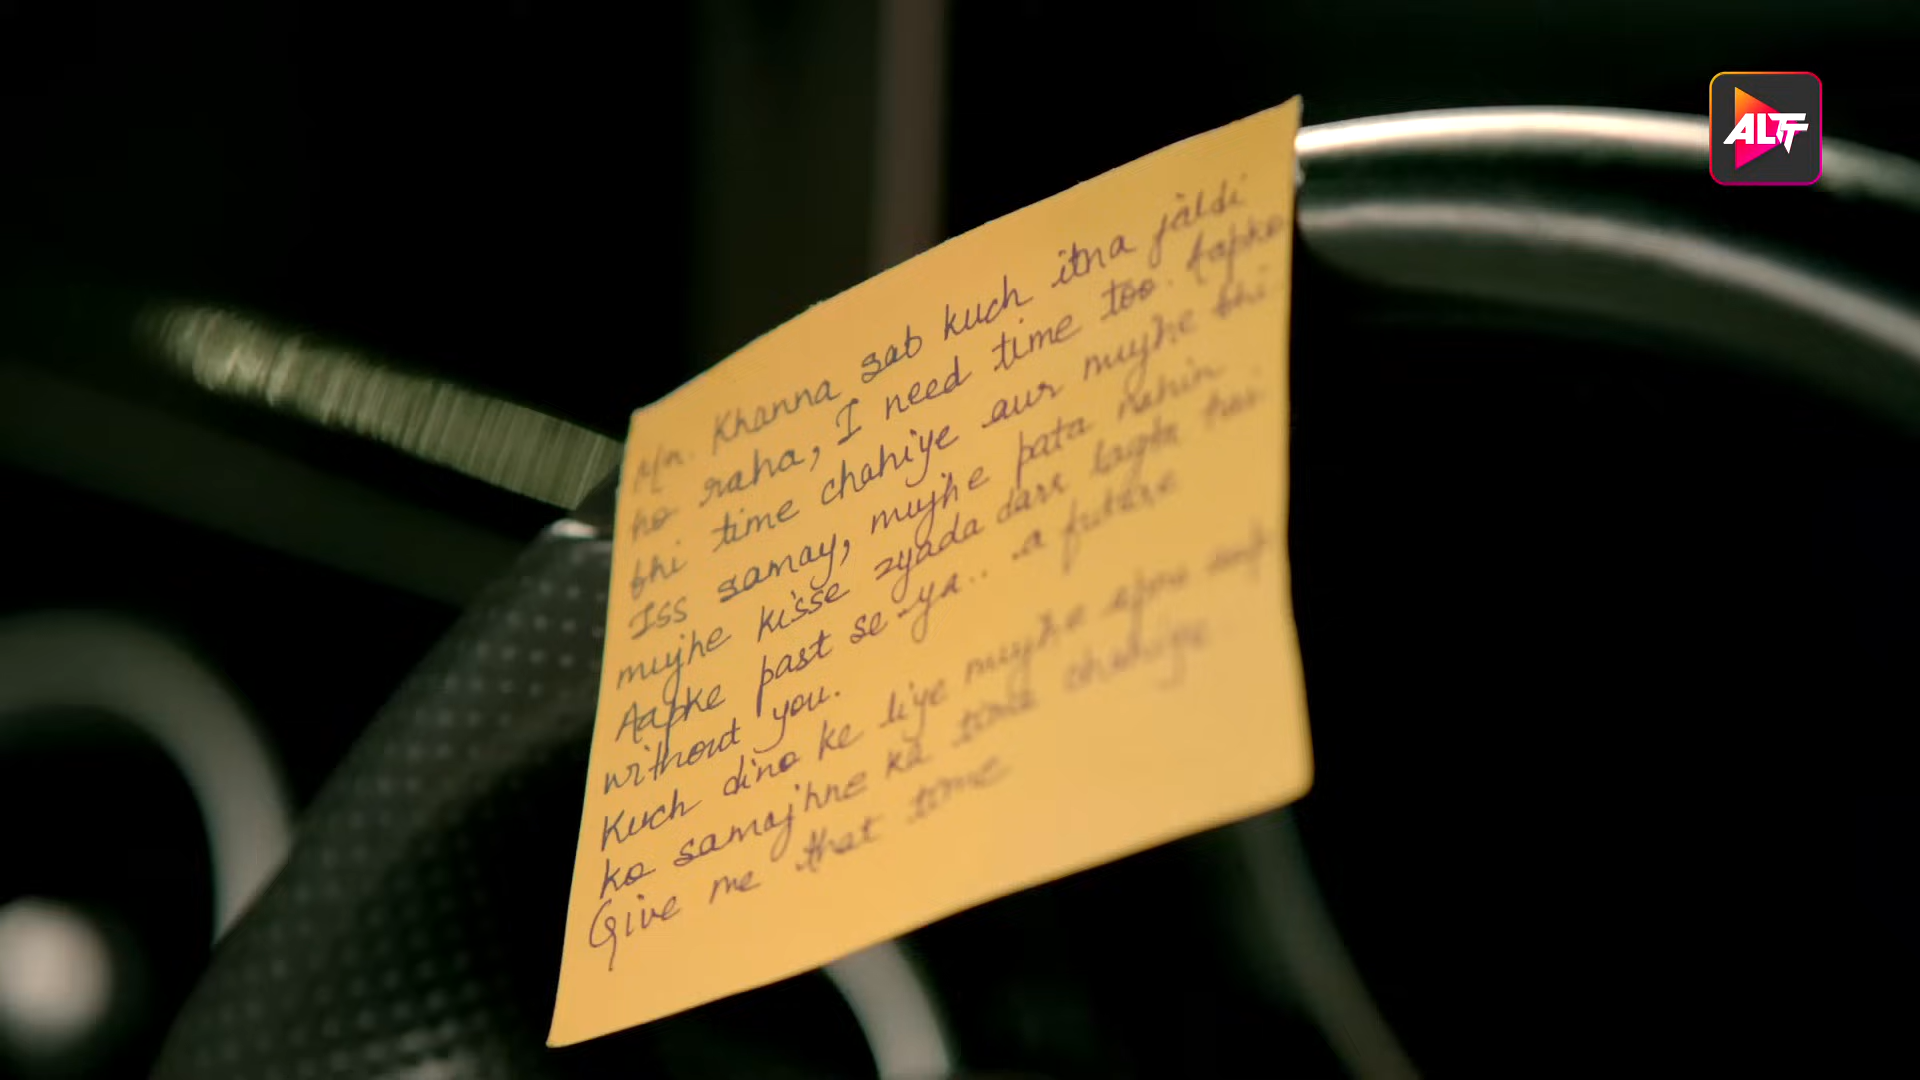 Mr. Khanna sab kuch itna jaldi
ho raha, I need time too. Aapko
bhi time chahiye aur mujhe bhi.
Iss samay, mujhe pata nahin
mujhe kisse zyada darr lagta hai.
Aapke past se ya.. a future
without you.
Kuch dino ke liye mujhe apne aap
ko samajhne ka time chahiye
Give me that time
ALTT